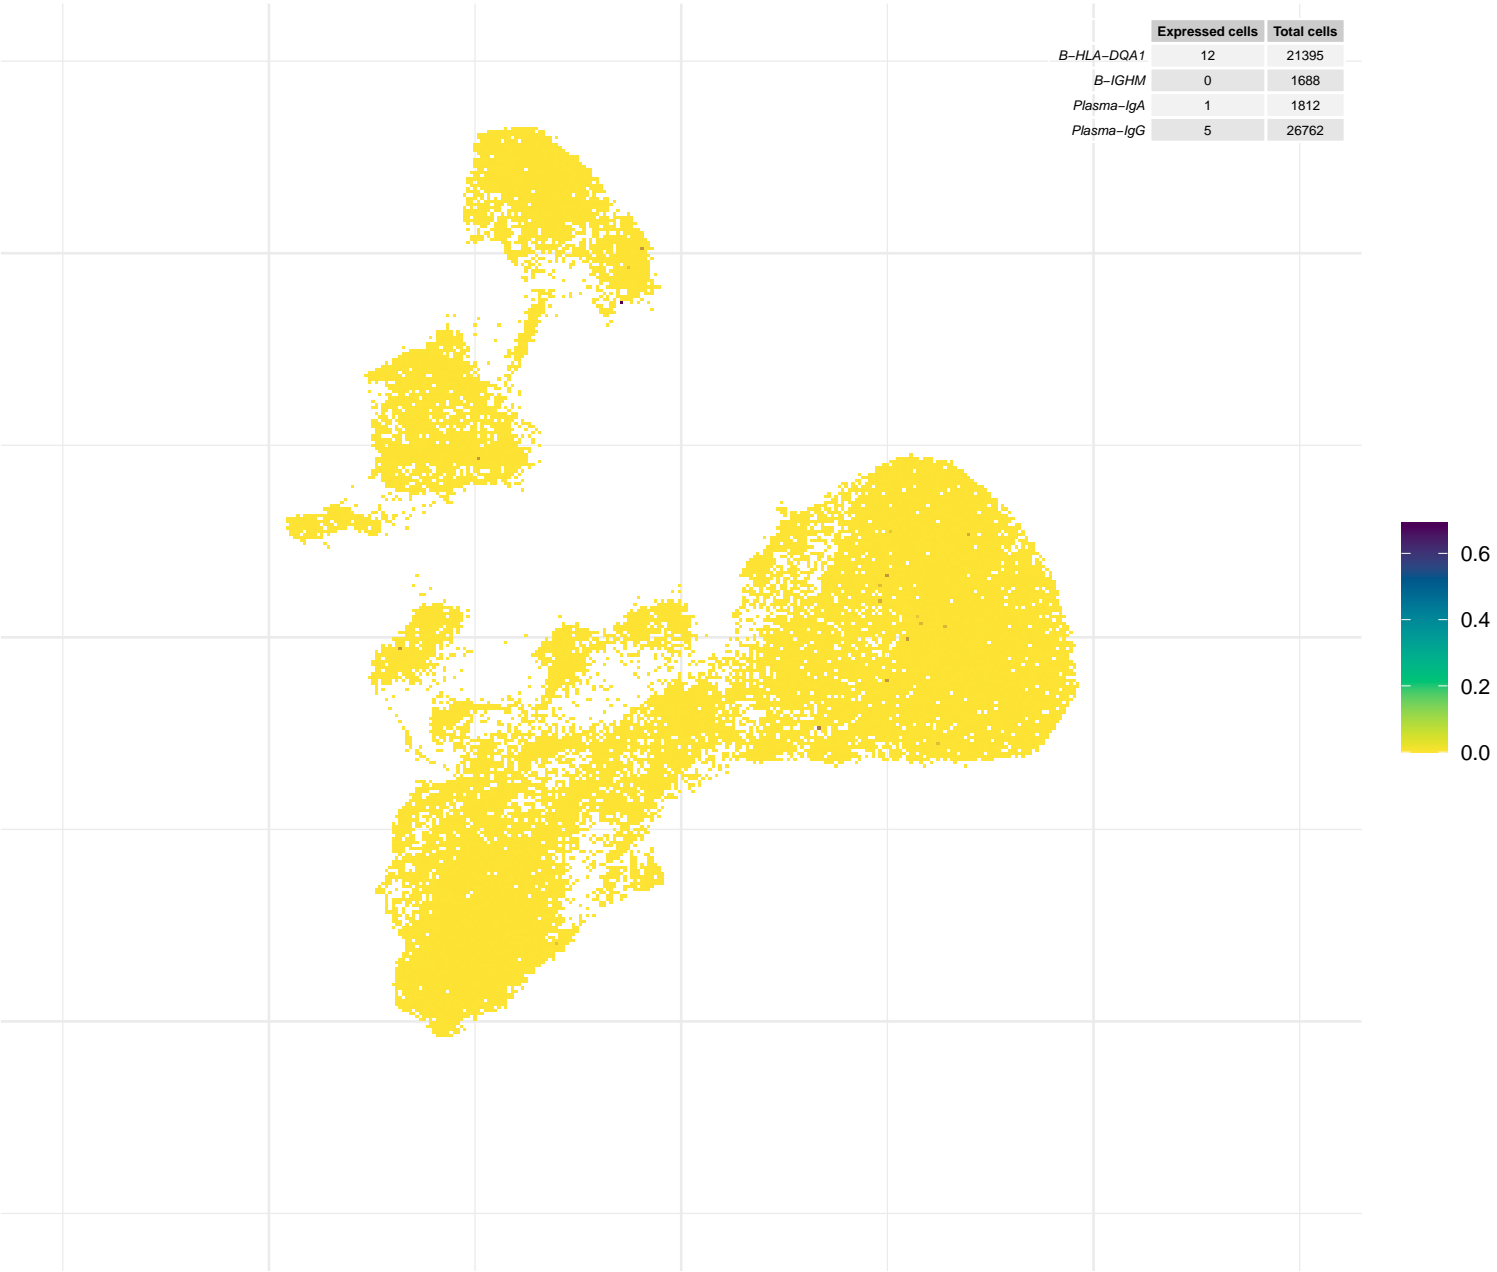 Expressed cells Total cells
B−HLA−DQA1 12 21395
B−IGHM 0 1688
Plasma−IgA 1 1812
Plasma−IgG 5 26762
0.6
0.4
0.2
0.0